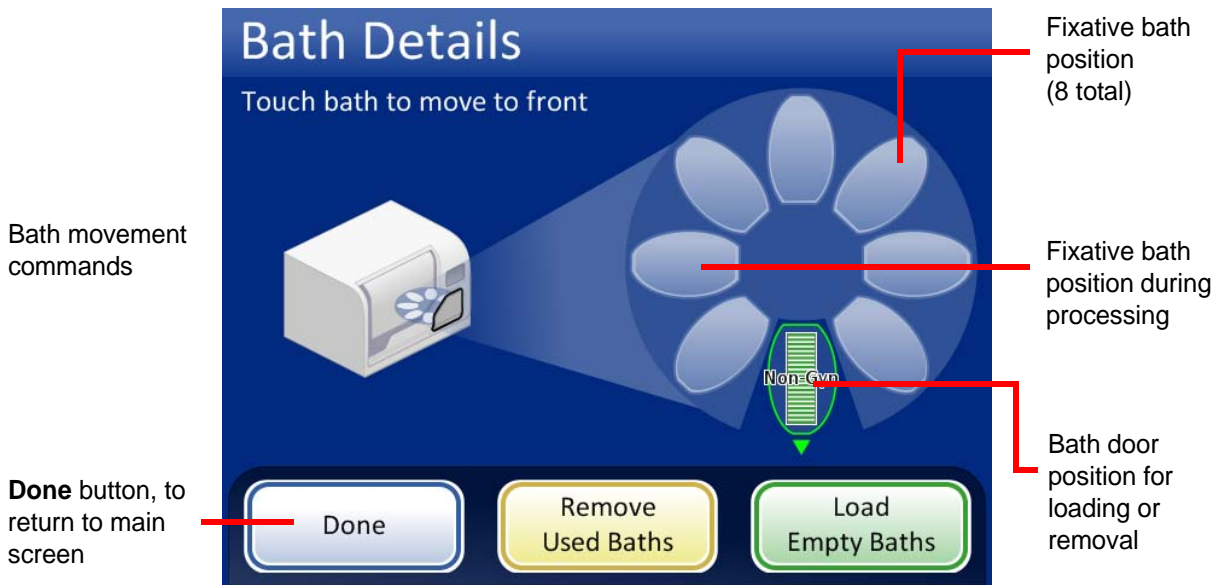 Bath Details
Touch bath to move to front
Fixative bath
position
(8 total)
Bath movement
commands
Fixative bath
position during
processing
Non-Gyn
Bath door
position for
loading or
removal
Done button, to
return to main
screen
Done
Remove
Used Baths
Load
Empty Baths